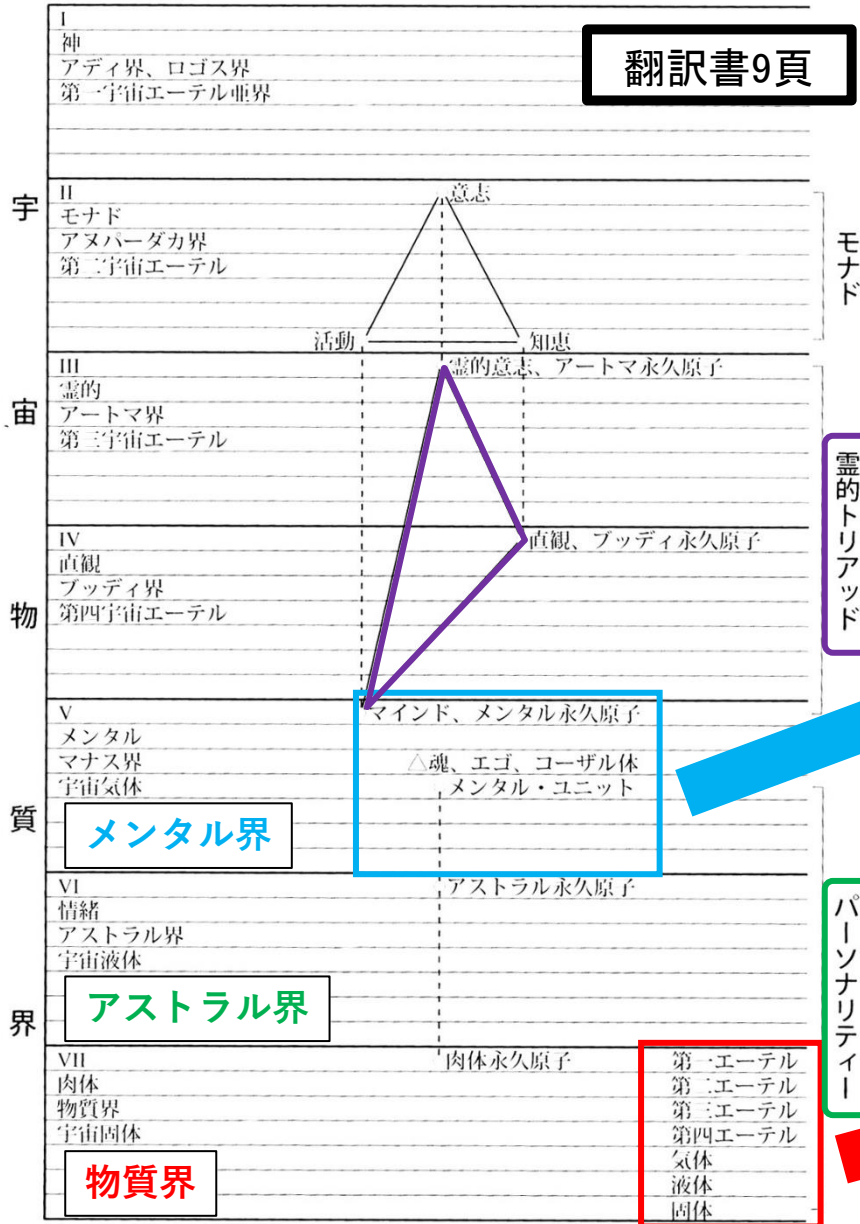 翻訳書9頁
宇宙物質界
I
神
アディ界、ロゴス界
第一宇宙エーテル亜界
II
モナド
アヌパーダカ界
第二宇宙エーテル
意志
活動
知恵
モナド
III
霊的
アートマ界
第三宇宙エーテル
霊的意志、アートマ永久原子
霊的トリアッド
IV
直観
ブッディ界
第四宇宙エーテル
直観、ブッディ永久原子
V
メンタル
マナス界
宇宙気体
メンタル界
マインド、メンタル永久原子
△魂、エゴ、コーザル体
メンタル・ユニット
VI
情緒
アストラル界
宇宙液体
アストラル界
アストラル永久原子
パーソナリティー
VII
肉体
物質界
宇宙固体
物質界
肉体永久原子
第一エーテル
第二エーテル
第三エーテル
第四エーテル
気体
液体
固体